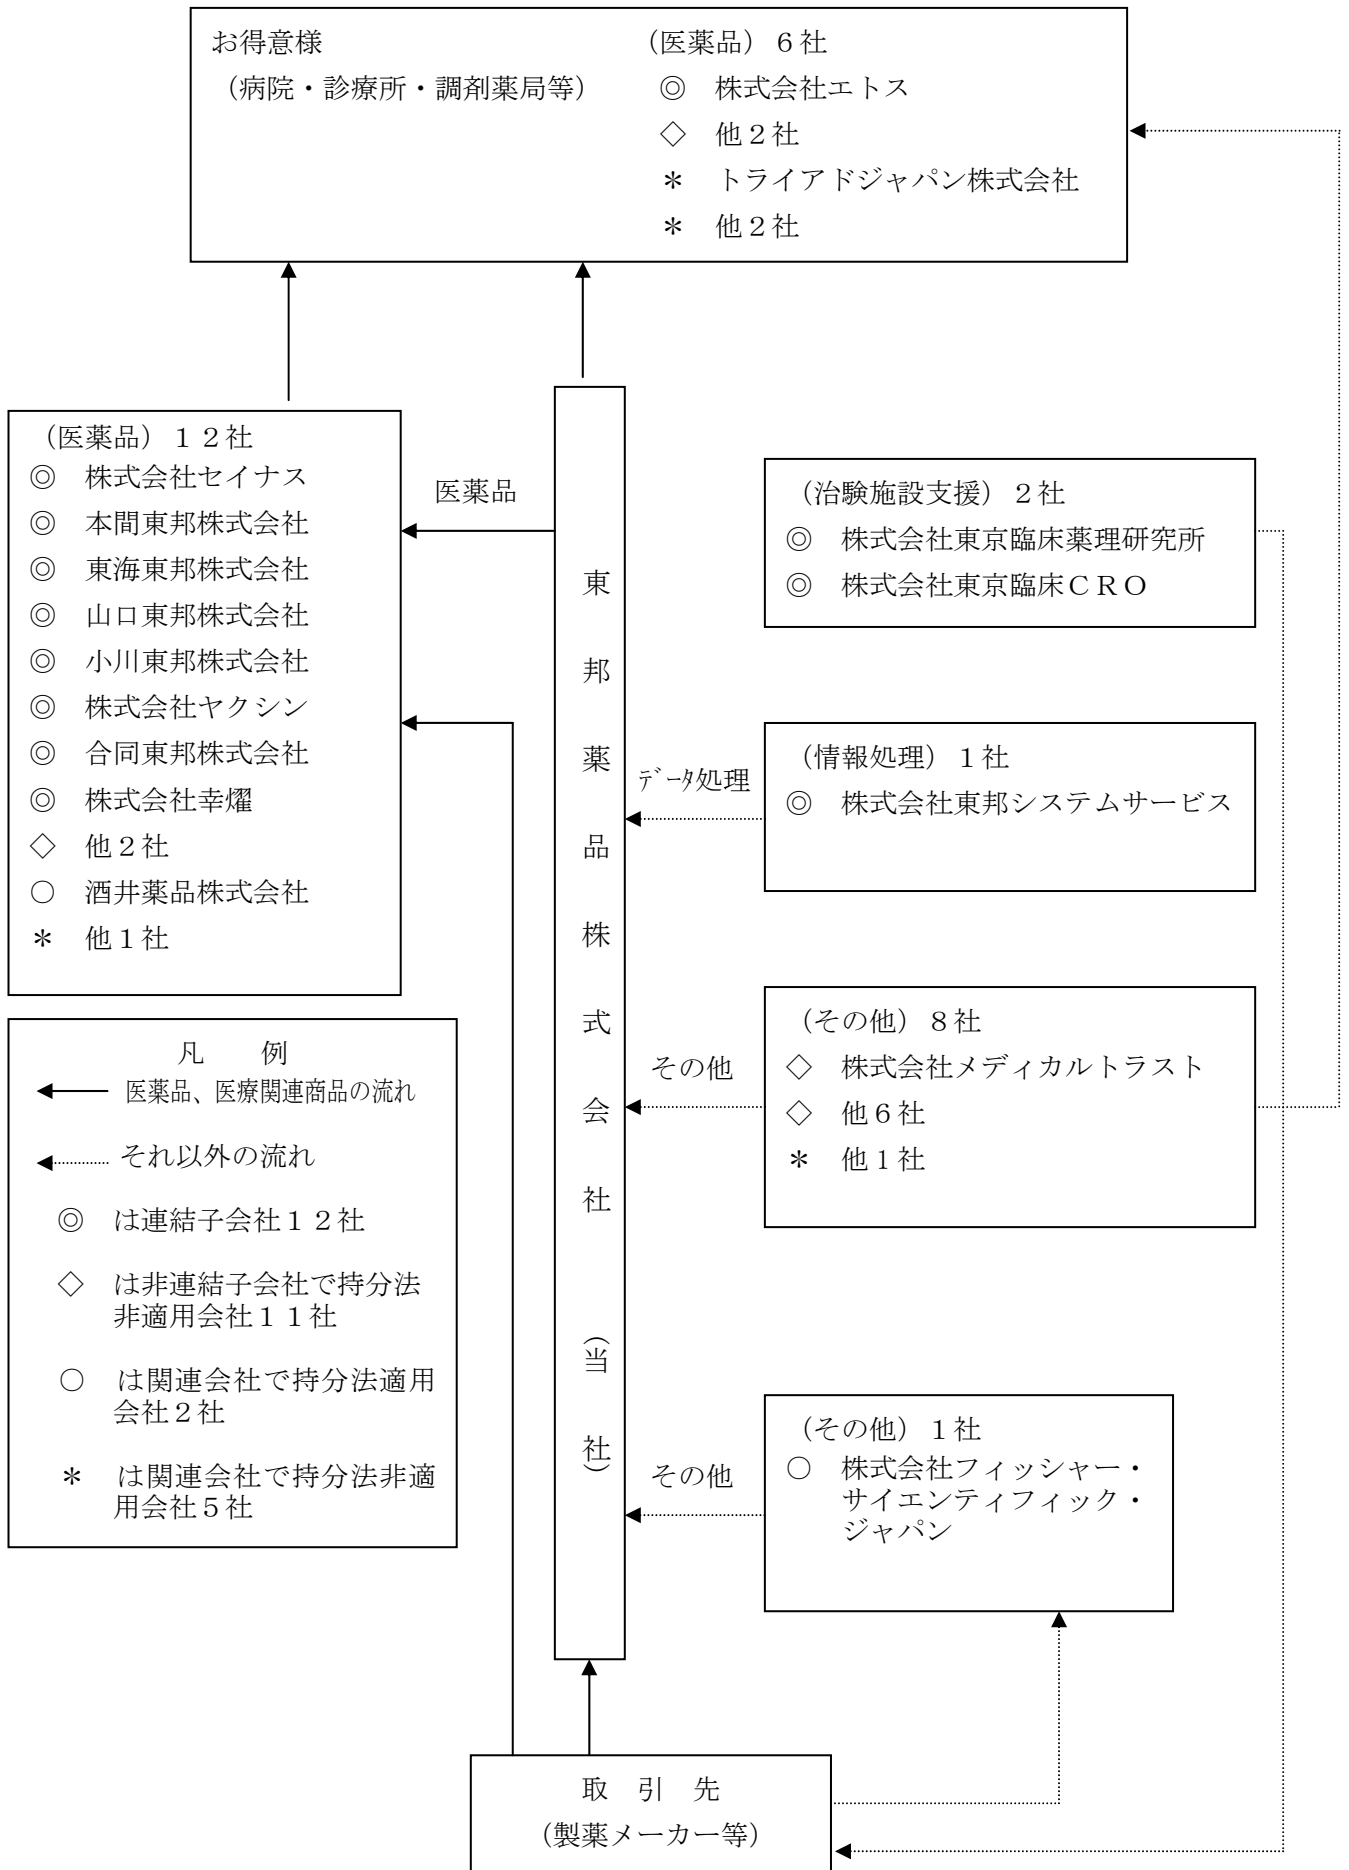 お得意様
（病院・診療所・調剤薬局等）
（医薬品）６社
◎　株式会社エトス
◇　他２社
＊　トライアドジャパン株式会社
＊　他２社
（医薬品）１２社
◎　株式会社セイナス
◎　本間東邦株式会社
◎　東海東邦株式会社
◎　山口東邦株式会社
◎　小川東邦株式会社
◎　株式会社ヤクシン
◎　合同東邦株式会社
◎　株式会社幸燿
◇　他２社
○　酒井薬品株式会社
＊　他１社
医薬品
東邦薬品株式会社（当社）
（治験施設支援）２社
◎　株式会社東京臨床薬理研究所
◎　株式会社東京臨床ＣＲＯ
データ処理
（情報処理）１社
◎　株式会社東邦システムサービス
その他
（その他）８社
◇　株式会社メディカルトラスト
◇　他６社
＊　他１社
その他
（その他）１社
○　株式会社フィッシャー・
サイエンティフィック・
ジャパン
凡　例
医薬品、医療関連商品の流れ
それ以外の流れ
◎　は連結子会社１２社
◇　は非連結子会社で持分法
非適用会社１１社
○　は関連会社で持分法適用
会社２社
＊　は関連会社で持分法非適
用会社５社
取　引　先
（製薬メーカー等）